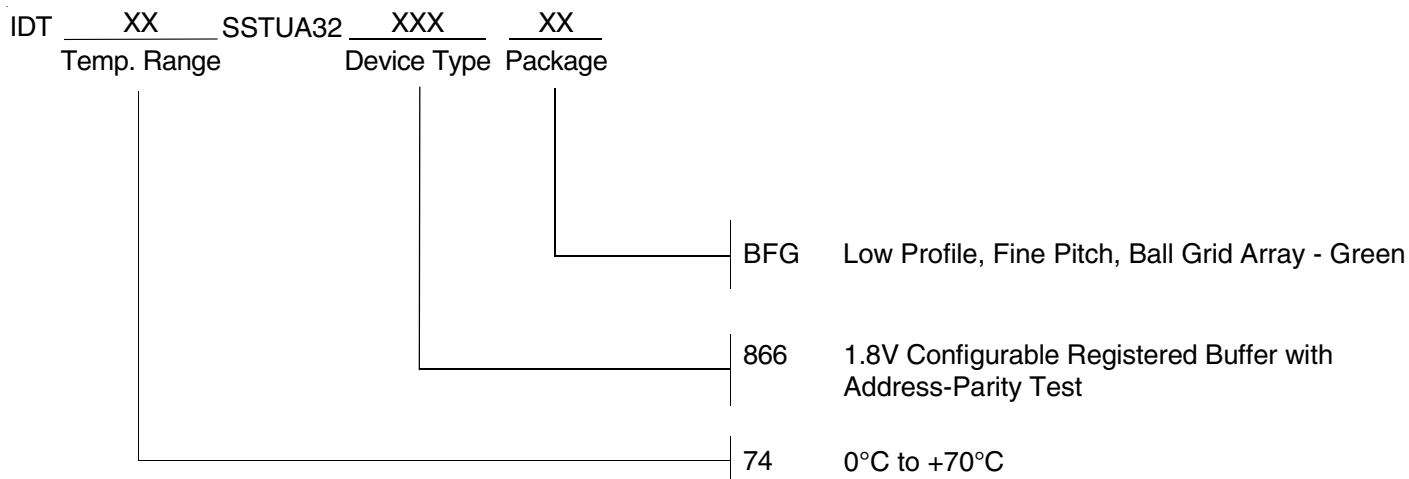 IDT XX SSTUA32 XXX XX
Temp. Range Device Type Package
BFG Low Profile, Fine Pitch, Ball Grid Array - Green
866 1.8V Configurable Registered Buffer with
Address-Parity Test
74 0°C to +70°C